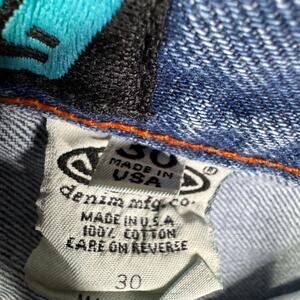 30
MADE IN
USA
®
denim mfg. co.
MADE IN U.S.A.
100% COTTON
CARE ON REVERSE
30